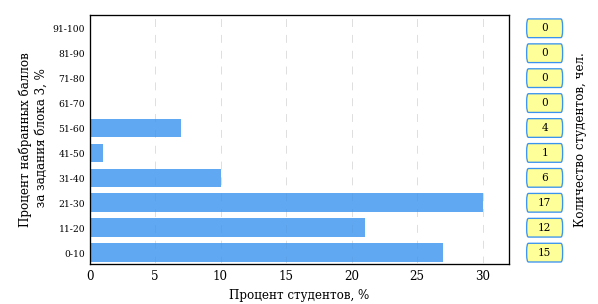 Процент набранных баллов
за задания блока 3, %
91-100 0
81-90 0
71-80 0
61-70 0
51-60 4
41-50 1
31-40 6
21-30 17
11-20 12
0-10 15
0 5 10 15 20 25 30
Процент студентов, %
Количество студентов, чел.